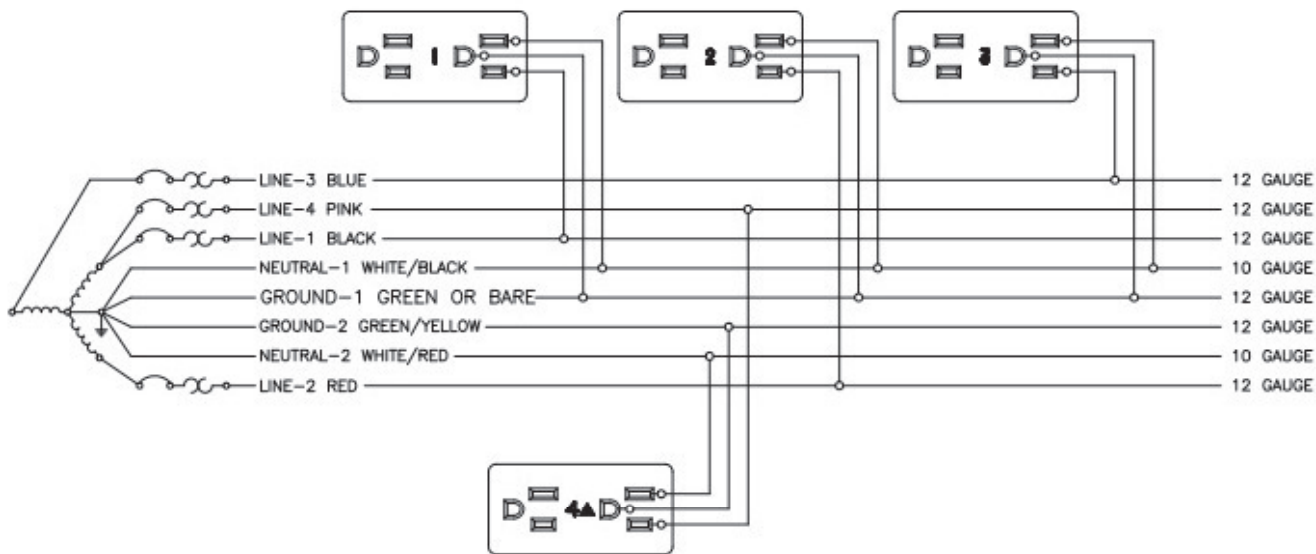 1
2
3
LINE-3 BLUE 12 GAUGE
LINE-4 PINK 12 GAUGE
LINE-1 BLACK 12 GAUGE
NEUTRAL-1 WHITE/BLACK 10 GAUGE
GROUND-1 GREEN OR BARE 12 GAUGE
GROUND-2 GREEN/YELLOW 12 GAUGE
NEUTRAL-2 WHITE/RED 10 GAUGE
LINE-2 RED 12 GAUGE
4▲